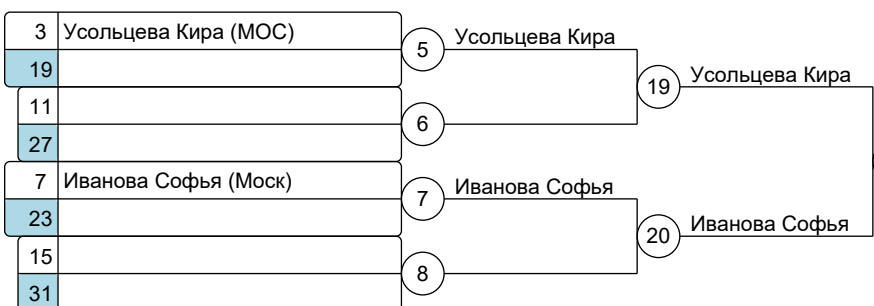 3 Усольцева Кира (МОС)
5 Усольцева Кира
19
19 Усольцева Кира
11
6
27
7 Иванова Софья (Моск)
7 Иванова Софья
23
20 Иванова Софья
15
8
31